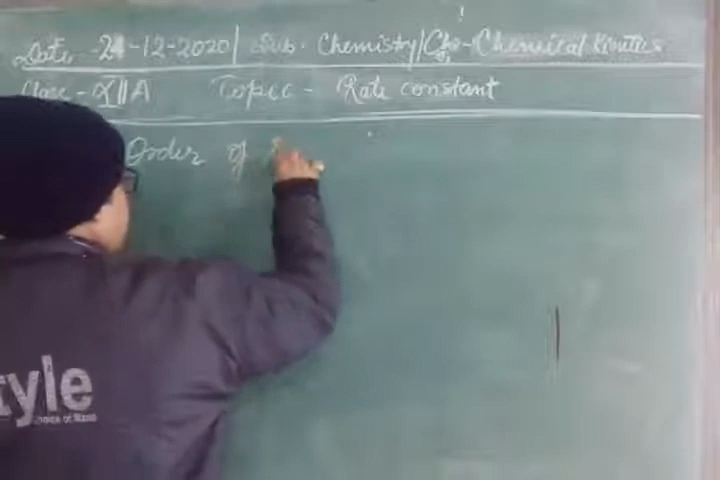 Date -24-12-2020| Sub. Chemistry/Ch- Chemical Kinetics
Class - XII A Topic - Rate constant
Order of
tyle